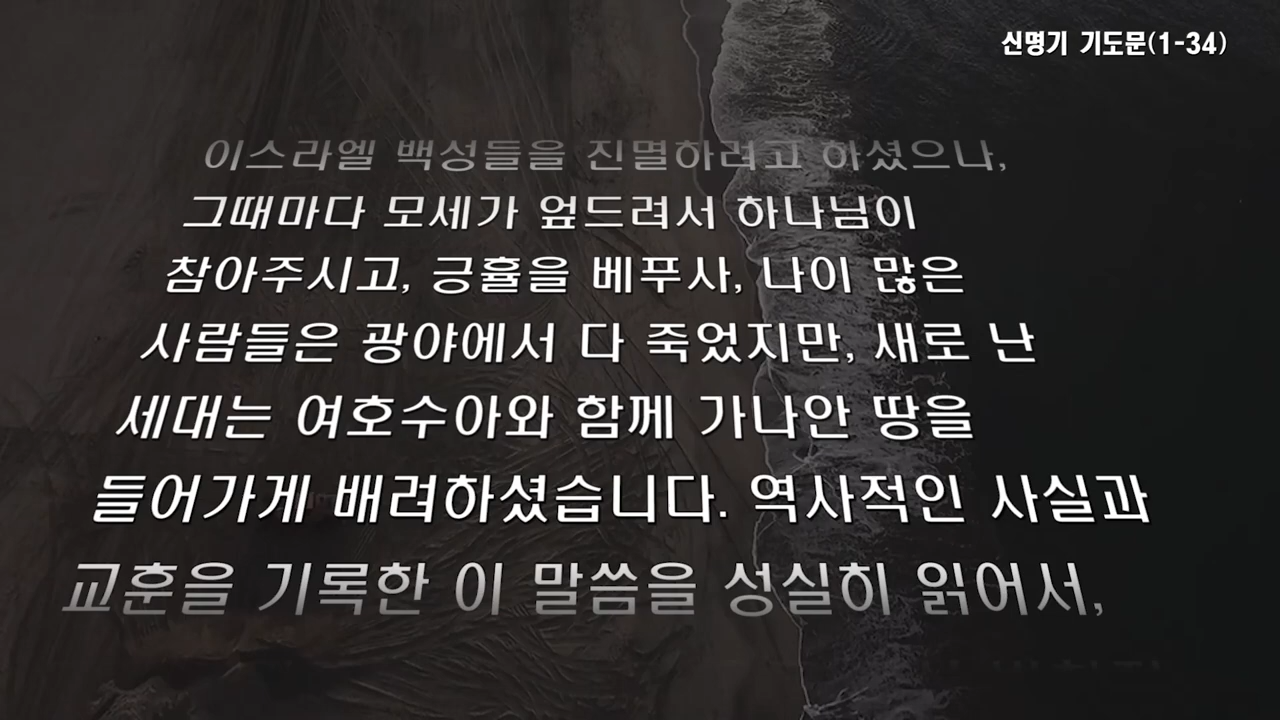 신명기 기도문(1-34)
이스라엘 백성들을 진멸하려고 하셨으나,
그때마다 모세가 엎드려서 하나님이
참아주시고, 긍휼을 베푸사, 나이 많은
사람들은 광야에서 다 죽었지만, 새로 난
세대는 여호수아와 함께 가나안 땅을
들어가게 배려하셨습니다. 역사적인 사실과
교훈을 기록한 이 말씀을 성실히 읽어서,